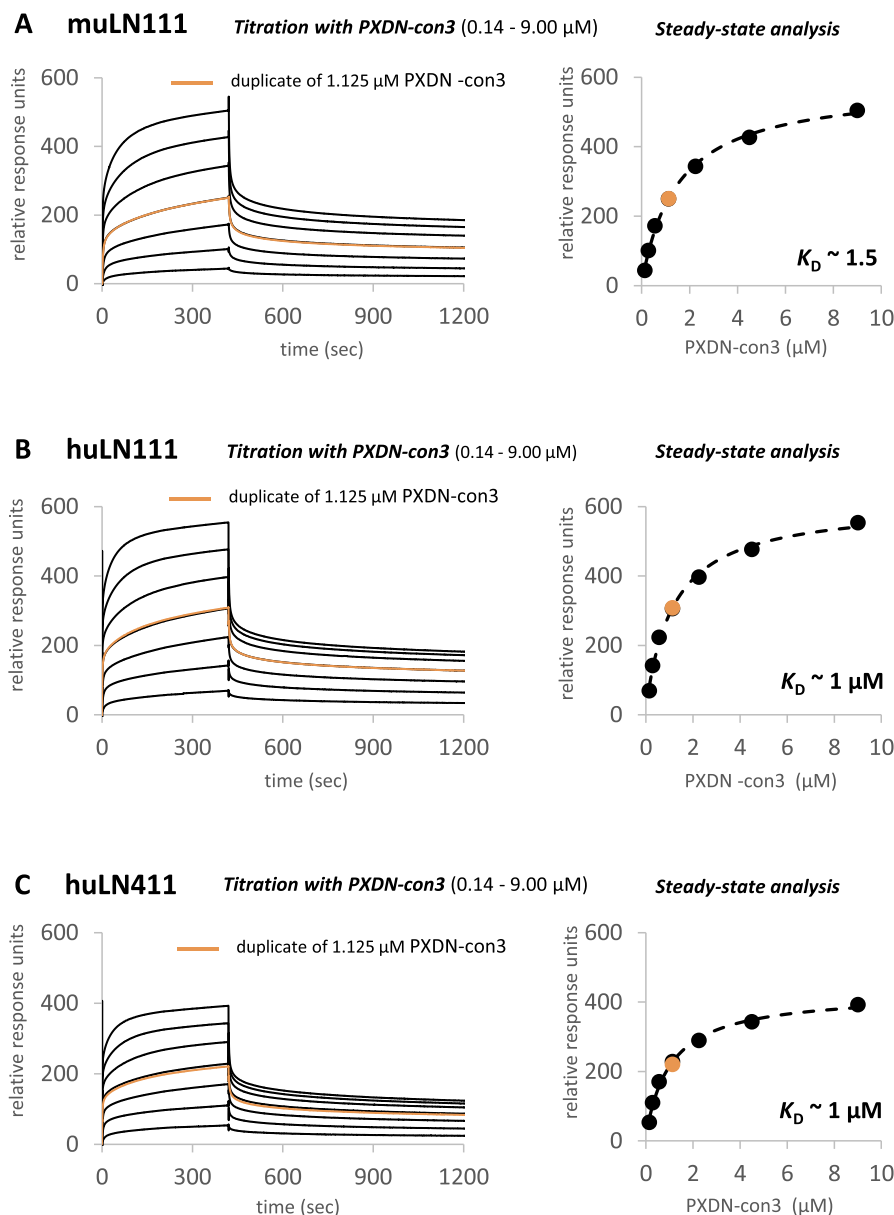 A muLN111 Titration with PXDN-con3 (0.14 - 9.00 µM) Steady-state analysis
duplicate of 1.125 µM PXDN -con3
relative response units
600
400
200
0
0 300 600 900 1200
time (sec)
relative response units
600
400
200
0
K_D ~ 1.5
0 2 4 6 8 10
PXDN-con3 (µM)
B huLN111 Titration with PXDN-con3 (0.14 - 9.00 µM) Steady-state analysis
duplicate of 1.125 µM PXDN-con3
relative response units
600
400
200
0
0 300 600 900 1200
time (sec)
relative response units
600
400
200
0
K_D ~ 1 µM
0 2 4 6 8 10
PXDN -con3 (µM)
C huLN411 Titration with PXDN-con3 (0.14 - 9.00 µM) Steady-state analysis
duplicate of 1.125 µM PXDN-con3
relative response units
600
400
200
0
0 300 600 900 1200
time (sec)
relative response units
600
400
200
0
K_D ~ 1 µM
0 2 4 6 8 10
PXDN-con3 (µM)